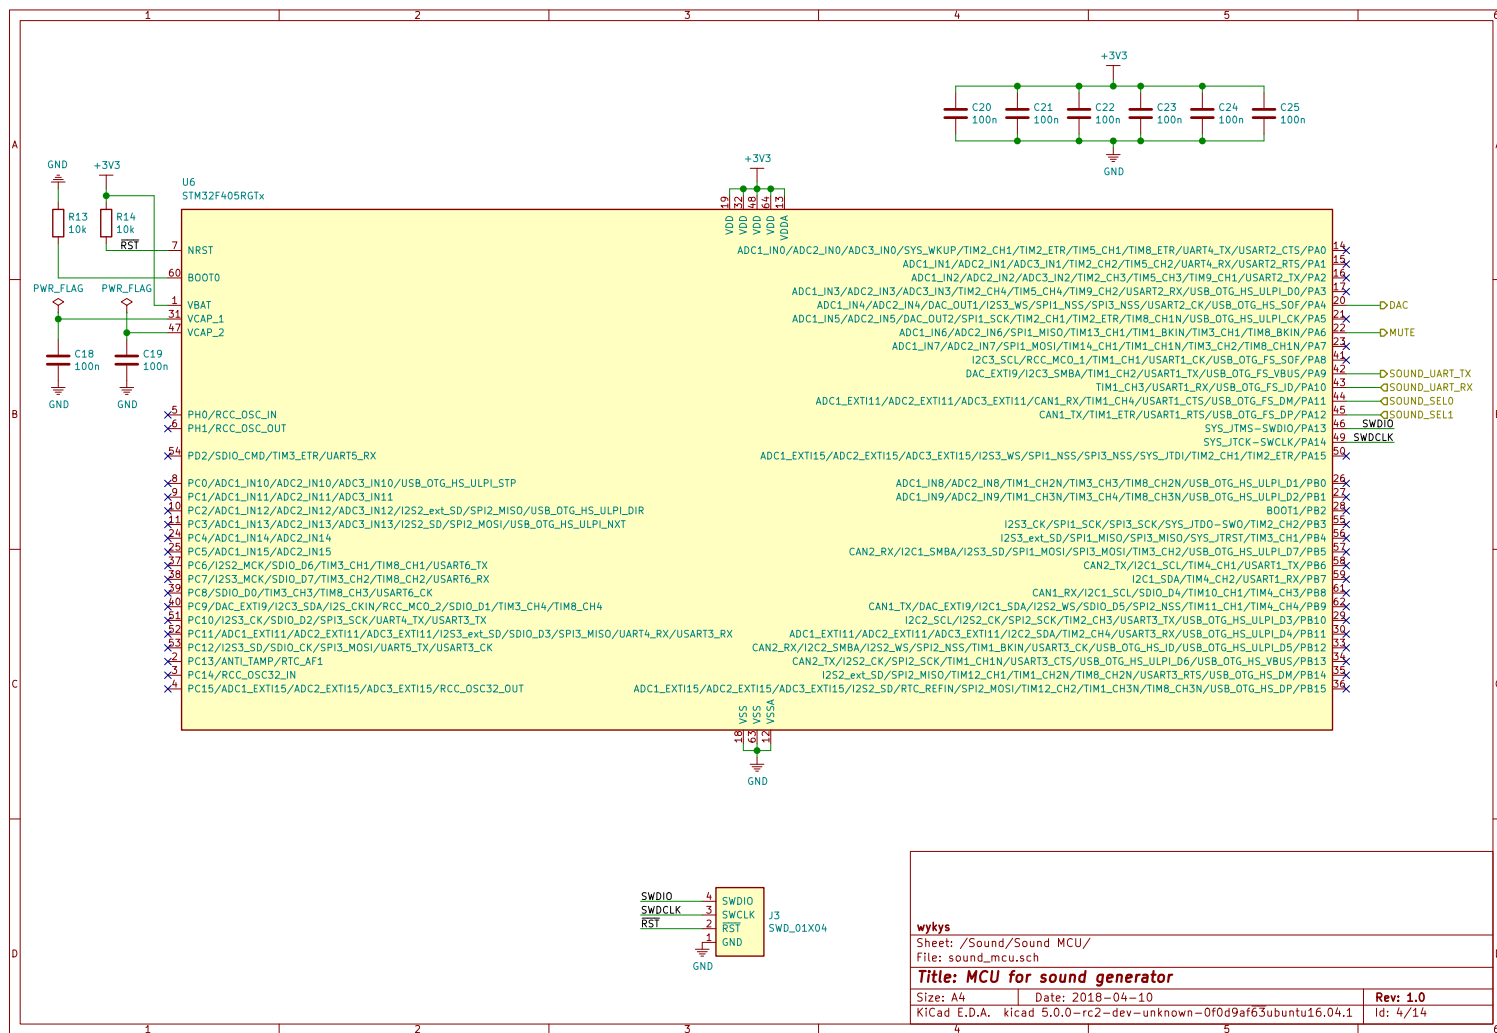 1 2 3 4 5 6
+3V3
C20 100n
C21 100n
C22 100n
C23 100n
C24 100n
C25 100n
GND
A
GND
+3V3
R13 10k
R14 10k
RST
PWR_FLAG
PWR_FLAG
C18 100n
C19 100n
GND
GND
U6
STM32F405RGTx
+3V3
19 VDD
32 VDD
48 VDD
64 VDD
13 VDDA
7 NRST
60 BOOT0
1 VBAT
31 VCAP_1
47 VCAP_2
5 PH0/RCC_OSC_IN
6 PH1/RCC_OSC_OUT
54 PD2/SDIO_CMD/TIM3_ETR/UART5_RX
8 PC0/ADC1_IN10/ADC2_IN10/ADC3_IN10/USB_OTG_HS_ULPI_STP
9 PC1/ADC1_IN11/ADC2_IN11/ADC3_IN11
10 PC2/ADC1_IN12/ADC2_IN12/ADC3_IN12/I2S2_ext_SD/SPI2_MISO/USB_OTG_HS_ULPI_DIR
11 PC3/ADC1_IN13/ADC2_IN13/ADC3_IN13/I2S2_SD/SPI2_MOSI/USB_OTG_HS_ULPI_NXT
24 PC4/ADC1_IN14/ADC2_IN14
25 PC5/ADC1_IN15/ADC2_IN15
37 PC6/I2S2_MCK/SDIO_D6/TIM3_CH1/TIM8_CH1/USART6_TX
38 PC7/I2S3_MCK/SDIO_D7/TIM3_CH2/TIM8_CH2/USART6_RX
39 PC8/SDIO_D0/TIM3_CH3/TIM8_CH3/USART6_CK
40 PC9/DAC_EXTI9/I2C3_SDA/I2S_CKIN/RCC_MCO_2/SDIO_D1/TIM3_CH4/TIM8_CH4
51 PC10/I2S3_CK/SDIO_D2/SPI3_SCK/UART4_TX/USART3_TX
52 PC11/ADC1_EXTI11/ADC2_EXTI11/ADC3_EXTI11/I2S3_ext_SD/SDIO_D3/SPI3_MISO/UART4_RX/USART3_RX
53 PC12/I2S3_SD/SDIO_CK/SPI3_MOSI/UART5_TX/USART3_CK
2 PC13/ANTI_TAMP/RTC_AF1
3 PC14/RCC_OSC32_IN
4 PC15/ADC1_EXTI15/ADC2_EXTI15/ADC3_EXTI15/RCC_OSC32_OUT
ADC1_IN0/ADC2_IN0/ADC3_IN0/SYS_WKUP/TIM2_CH1/TIM2_ETR/TIM5_CH1/TIM8_ETR/UART4_TX/USART2_CTS/PA0 14
ADC1_IN1/ADC2_IN1/ADC3_IN1/TIM2_CH2/TIM5_CH2/UART4_RX/USART2_RTS/PA1 15
ADC1_IN2/ADC2_IN2/ADC3_IN2/TIM2_CH3/TIM5_CH3/TIM9_CH1/USART2_TX/PA2 16
ADC1_IN3/ADC2_IN3/ADC3_IN3/TIM2_CH4/TIM5_CH4/TIM9_CH2/USART2_RX/USB_OTG_HS_ULPI_D0/PA3 17
ADC1_IN4/ADC2_IN4/DAC_OUT1/I2S3_WS/SPI1_NSS/SPI3_NSS/USART2_CK/USB_OTG_HS_SOF/PA4 20 DAC
ADC1_IN5/ADC2_IN5/DAC_OUT2/SPI1_SCK/TIM2_CH1/TIM2_ETR/TIM8_CH1N/USB_OTG_HS_ULPI_CK/PA5 21
ADC1_IN6/ADC2_IN6/SPI1_MISO/TIM13_CH1/TIM1_BKIN/TIM3_CH1/TIM8_BKIN/PA6 22 MUTE
ADC1_IN7/ADC2_IN7/SPI1_MOSI/TIM14_CH1/TIM1_CH1N/TIM3_CH2/TIM8_CH1N/PA7 23
I2C3_SCL/RCC_MCO_1/TIM1_CH1/USART1_CK/USB_OTG_FS_SOF/PA8 41
DAC_EXTI9/I2C3_SMBA/TIM1_CH2/USART1_TX/USB_OTG_FS_VBUS/PA9 42 SOUND_UART_TX
TIM1_CH3/USART1_RX/USB_OTG_FS_ID/PA10 43 SOUND_UART_RX
ADC1_EXTI11/ADC2_EXTI11/ADC3_EXTI11/CAN1_RX/TIM1_CH4/USART1_CTS/USB_OTG_FS_DM/PA11 44 SOUND_SEL0
CAN1_TX/TIM1_ETR/USART1_RTS/USB_OTG_FS_DP/PA12 45 SOUND_SEL1
SYS_JTMS-SWDIO/PA13 46 SWDIO
SYS_JTCK-SWCLK/PA14 49 SWDCLK
ADC1_EXTI15/ADC2_EXTI15/ADC3_EXTI15/I2S3_WS/SPI1_NSS/SPI3_NSS/SYS_JTDI/TIM2_CH1/TIM2_ETR/PA15 50
ADC1_IN8/ADC2_IN8/TIM1_CH2N/TIM3_CH3/TIM8_CH2N/USB_OTG_HS_ULPI_D1/PB0 26
ADC1_IN9/ADC2_IN9/TIM1_CH3N/TIM3_CH4/TIM8_CH3N/USB_OTG_HS_ULPI_D2/PB1 27
BOOT1/PB2 28
I2S3_CK/SPI1_SCK/SPI3_SCK/SYS_JTDO-SWO/TIM2_CH2/PB3 55
I2S3_ext_SD/SPI1_MISO/SPI3_MISO/SYS_JTRST/TIM3_CH1/PB4 56
CAN2_RX/I2C1_SMBA/I2S3_SD/SPI1_MOSI/SPI3_MOSI/TIM3_CH2/USB_OTG_HS_ULPI_D7/PB5 57
CAN2_TX/I2C1_SCL/TIM4_CH1/USART1_TX/PB6 58
I2C1_SDA/TIM4_CH2/USART1_RX/PB7 59
CAN1_RX/I2C1_SCL/SDIO_D4/TIM10_CH1/TIM4_CH3/PB8 61
CAN1_TX/DAC_EXTI9/I2C1_SDA/I2S2_WS/SDIO_D5/SPI2_NSS/TIM11_CH1/TIM4_CH4/PB9 62
I2C2_SCL/I2S2_CK/SPI2_SCK/TIM2_CH3/USART3_TX/USB_OTG_HS_ULPI_D3/PB10 29
ADC1_EXTI11/ADC2_EXTI11/ADC3_EXTI11/I2C2_SDA/TIM2_CH4/USART3_RX/USB_OTG_HS_ULPI_D4/PB11 30
CAN2_RX/I2C2_SMBA/I2S2_WS/SPI2_NSS/TIM1_BKIN/USART3_CK/USB_OTG_HS_ID/USB_OTG_HS_ULPI_D5/PB12 33
CAN2_TX/I2S2_CK/SPI2_SCK/TIM1_CH1N/USART3_CTS/USB_OTG_HS_ULPI_D6/USB_OTG_HS_VBUS/PB13 34
I2S2_ext_SD/SPI2_MISO/TIM12_CH1/TIM1_CH2N/TIM8_CH2N/USART3_RTS/USB_OTG_HS_DM/PB14 35
ADC1_EXTI15/ADC2_EXTI15/ADC3_EXTI15/I2S2_SD/RTC_REFIN/SPI2_MOSI/TIM12_CH2/TIM1_CH3N/TIM8_CH3N/USB_OTG_HS_DP/PB15 36
18 VSS
63 VSS
12 VSSA
GND
B
C
D
SWDIO 4 SWDIO
SWDCLK 3 SWCLK
RST 2 RST
1 GND
GND
J3
SWD_01X04
wykys
Sheet: /Sound/Sound MCU/
File: sound_mcu.sch
Title: MCU for sound generator
Size: A4 Date: 2018-04-10 Rev: 1.0
KiCad E.D.A. kicad 5.0.0-rc2-dev-unknown-0f0d9af63ubuntu16.04.1 Id: 4/14
1 2 3 4 5 6